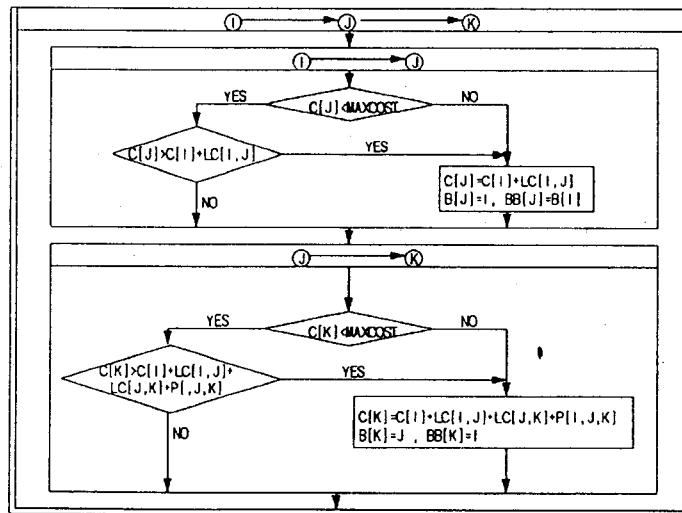 I J K
I J
YES
C[J]<MAXCOST
NO
C[J]>C[I]+LC[I,J]
YES
C[J]=C[I]+LC[I,J]
B[J]=I, BB[J]=B[I]
NO
J K
YES
C[K]<MAXCOST
NO
C[K]>C[I]+LC[I,J]+
LC[J,K]+P[,J,K]
YES
C[K]=C[I]+LC[I,J]+LC[J,K]+P[I,J,K]
B[K]=J , BB[K]=I
NO